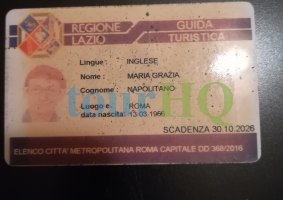 REGIONE GUIDA
LAZIO TURISTICA
Lingue: INGLESE
Nome: MARIA GRAZIA
Cognome: NAPOLITANO
Luogo e ROMA
data nascita: 13.03.1966
SCADENZA 30.10.2026
ELENCO CITTA' METROPOLITANA ROMA CAPITALE DD 368/2016
tourHQ